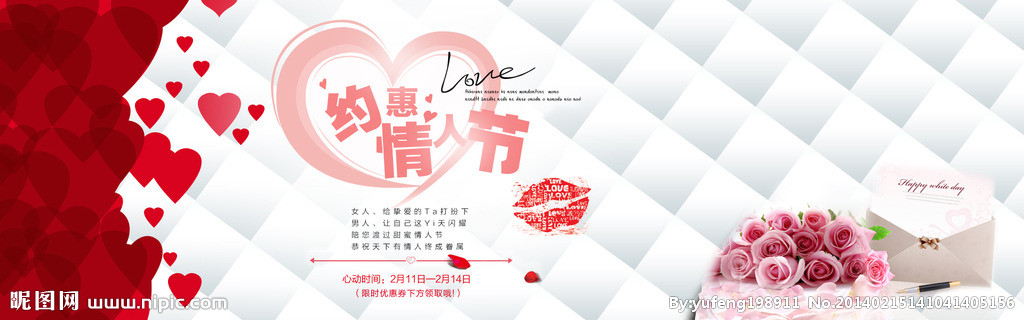 Love
约惠
情人节
LOVE
女人、给挚爱的Ta打扮下
男人、让自己这Yi天闪耀
陪您渡过甜蜜情人节
恭祝天下有情人终成眷属
心动时间：2月11日—2月14日
（限时优惠券下方领取哦!）
Happy white day
昵图网 www.nipic.com
By:yufeng198911 No.20140215141041405156